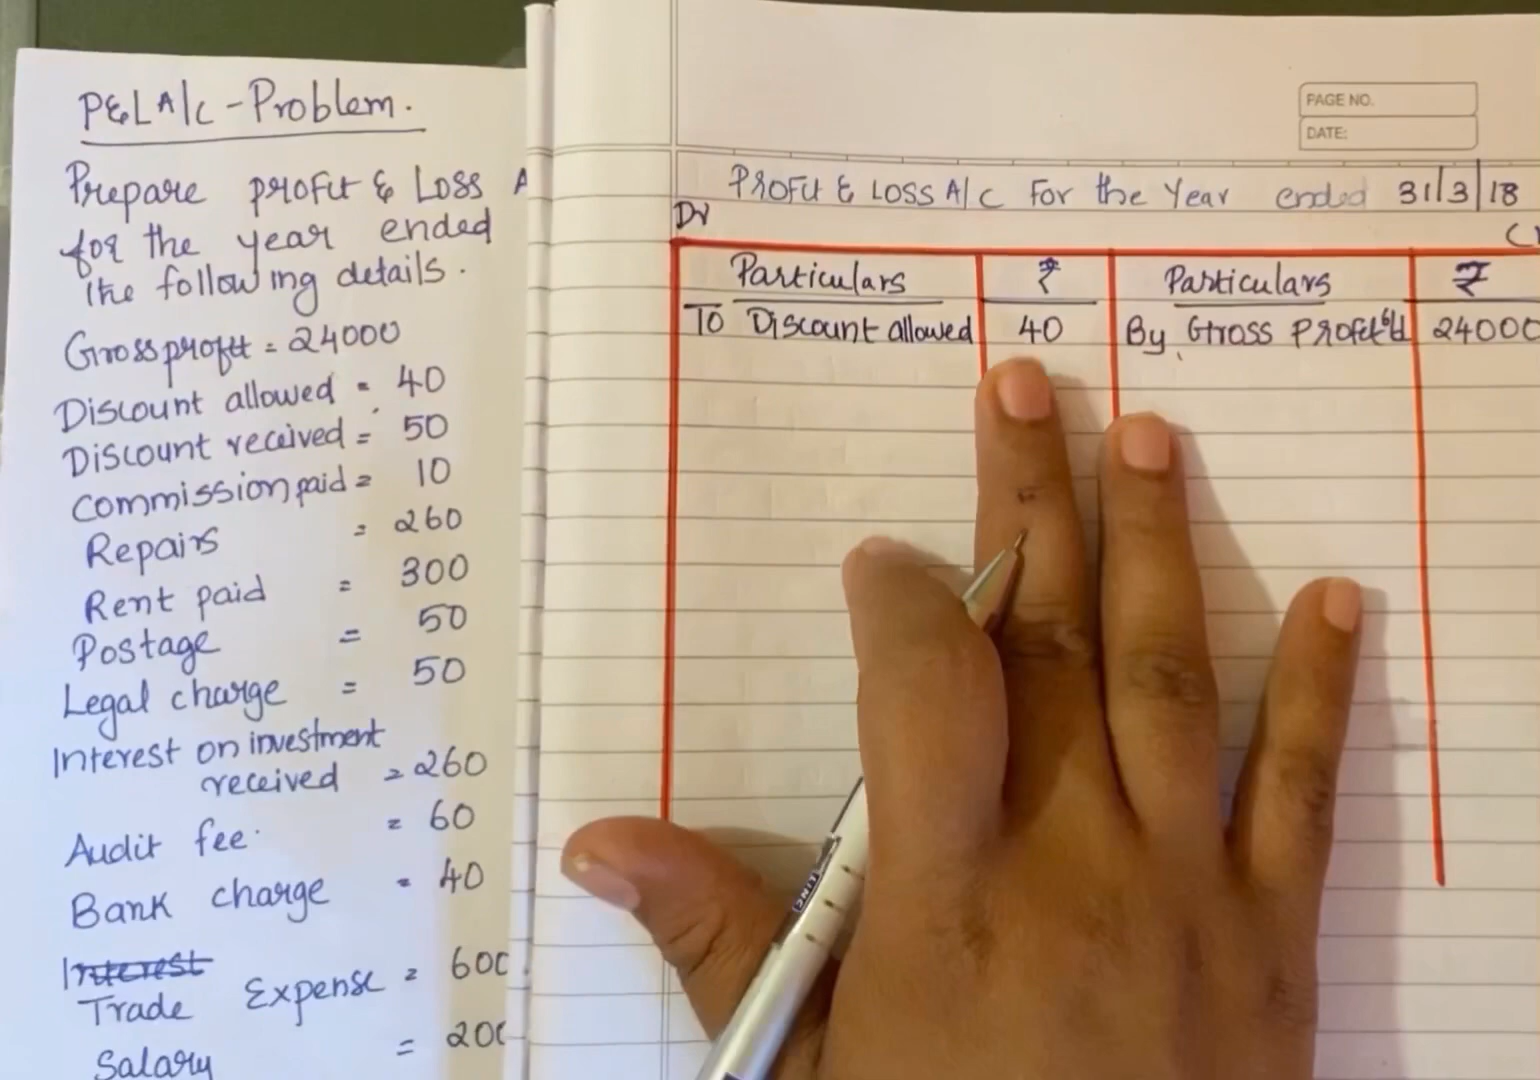 P&L A/c - Problem.
Prepare profit & Loss A
for the year ended
the following details.
Gross profit = 24000
Discount allowed = 40
Discount received = 50
Commission paid = 10
Repairs = 260
Rent paid = 300
Postage = 50
Legal charge = 50
Interest on investment
received = 260
Audit fee = 60
Bank charge = 40
Interest
Trade Expense = 600
Salary = 200
PAGE NO.
DATE:
Profit & Loss A/c For the Year ended 31/3/18
Dr
Particulars ₹ Particulars ₹
To Discount allowed 40 By Gross Profit b/d 24000